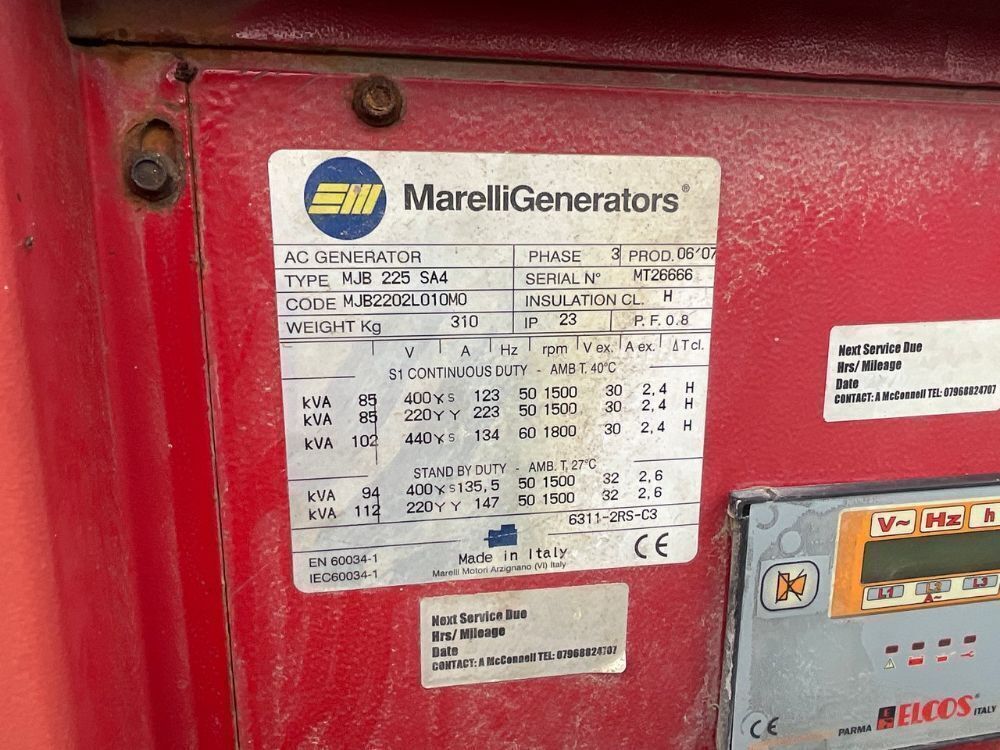 MarelliGenerators®
AC GENERATOR PHASE 3 PROD. 06'07
TYPE MJB 225 SA4 SERIAL N° MT26666
CODE MJB2202L010M0 INSULATION CL. H
WEIGHT Kg 310 IP 23 P.F. 0.8
V A Hz rpm V ex. A ex. ΔT cl.
S1 CONTINUOUS DUTY - AMB T. 40°C
kVA 85 400YS 123 50 1500 30 2,4 H
kVA 85 220YY 223 50 1500 30 2,4 H
kVA 102 440YS 134 60 1800 30 2,4 H
STAND BY DUTY - AMB. T. 27°C
kVA 94 400YS135,5 50 1500 32 2,6
kVA 112 220YY 147 50 1500 32 2,6
6311-2RS-C3
EN 60034-1
IEC60034-1
Made in Italy
Marelli Motori Arzignano (VI) Italy
CE
Next Service Due
Hrs/ Mileage
Date
CONTACT: A McConnell TEL: 07968824707
Next Service Due
Hrs/ Mileage
Date
CONTACT: A McConnell TEL: 07968824707
V~ Hz h
L1 L2 L3
A~
CE PARMA ELCOS® ITALY